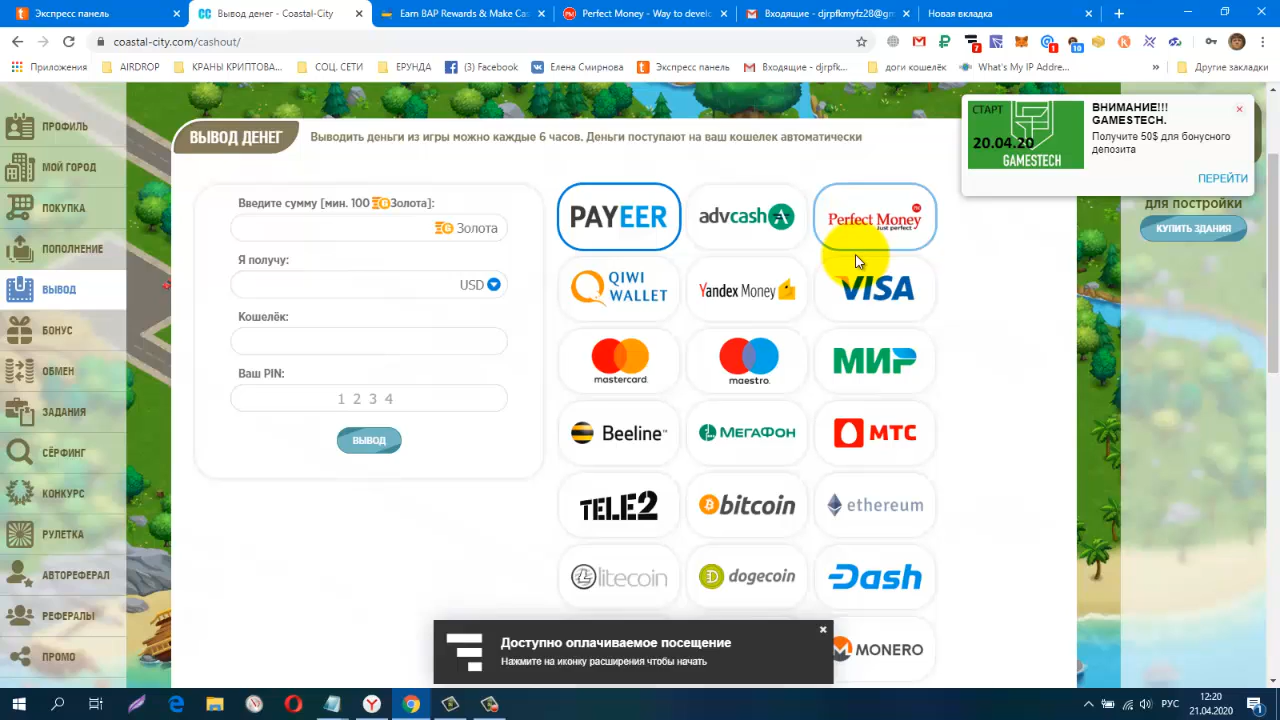 Экспресс панель
Вывод денег - Coastal-City
Earn BAP Rewards & Make Ca
Perfect Money - Way to develo
Входящие - djrpfkmyfz28@gm
Новая вкладка
coastal-city.com/cashout/
7
1
10
Приложения
AIRDROP
КРАНЫ КРИПТОВА...
СОЦ. СЕТИ
ЕРУНДА
(3) Facebook
Елена Смирнова
Экспресс панель
Входящие - djrpfk...
доги кошелёк
What's My IP Addre...
»
Другие закладки
ПРОФИЛЬ
МОЙ ГОРОД
ПОКУПКА
ПОПОЛНЕНИЕ
ВЫВОД
БОНУС
ОБМЕН
ЗАДАНИЯ
СЁРФИНГ
КОНКУРС
РУЛЕТКА
АВТОРЕФЕРАЛ
РЕФЕРАЛЫ
ПРОМО
ВЫВОД ДЕНЕГ
Выводить деньги из игры можно каждые 6 часов. Деньги поступают на ваш кошелек автоматически
Введите сумму [мин. 100 Золота]:
Золота
Я получу:
USD
Кошелёк:
Ваш PIN:
1 2 3 4
ВЫВОД
PAYEER
advcash
Perfect Money
Just perfect
QIWI
WALLET
Yandex Money
VISA
mastercard.
maestro.
МИР
Beeline™
МЕГАФОН
МТС
TELE2
bitcoin
ethereum
litecoin
dogecoin
Dash
MONERO
СТАРТ
20.04.20
GAMESTECH
ВНИМАНИЕ!!!
GAMESTECH.
Получите 50$ для бонусного
депозита
ПЕРЕЙТИ
для постройки
КУПИТЬ ЗДАНИЯ
Доступно оплачиваемое посещение
Нажмите на иконку расширения чтобы начать
РУС
12:20
21.04.2020
1